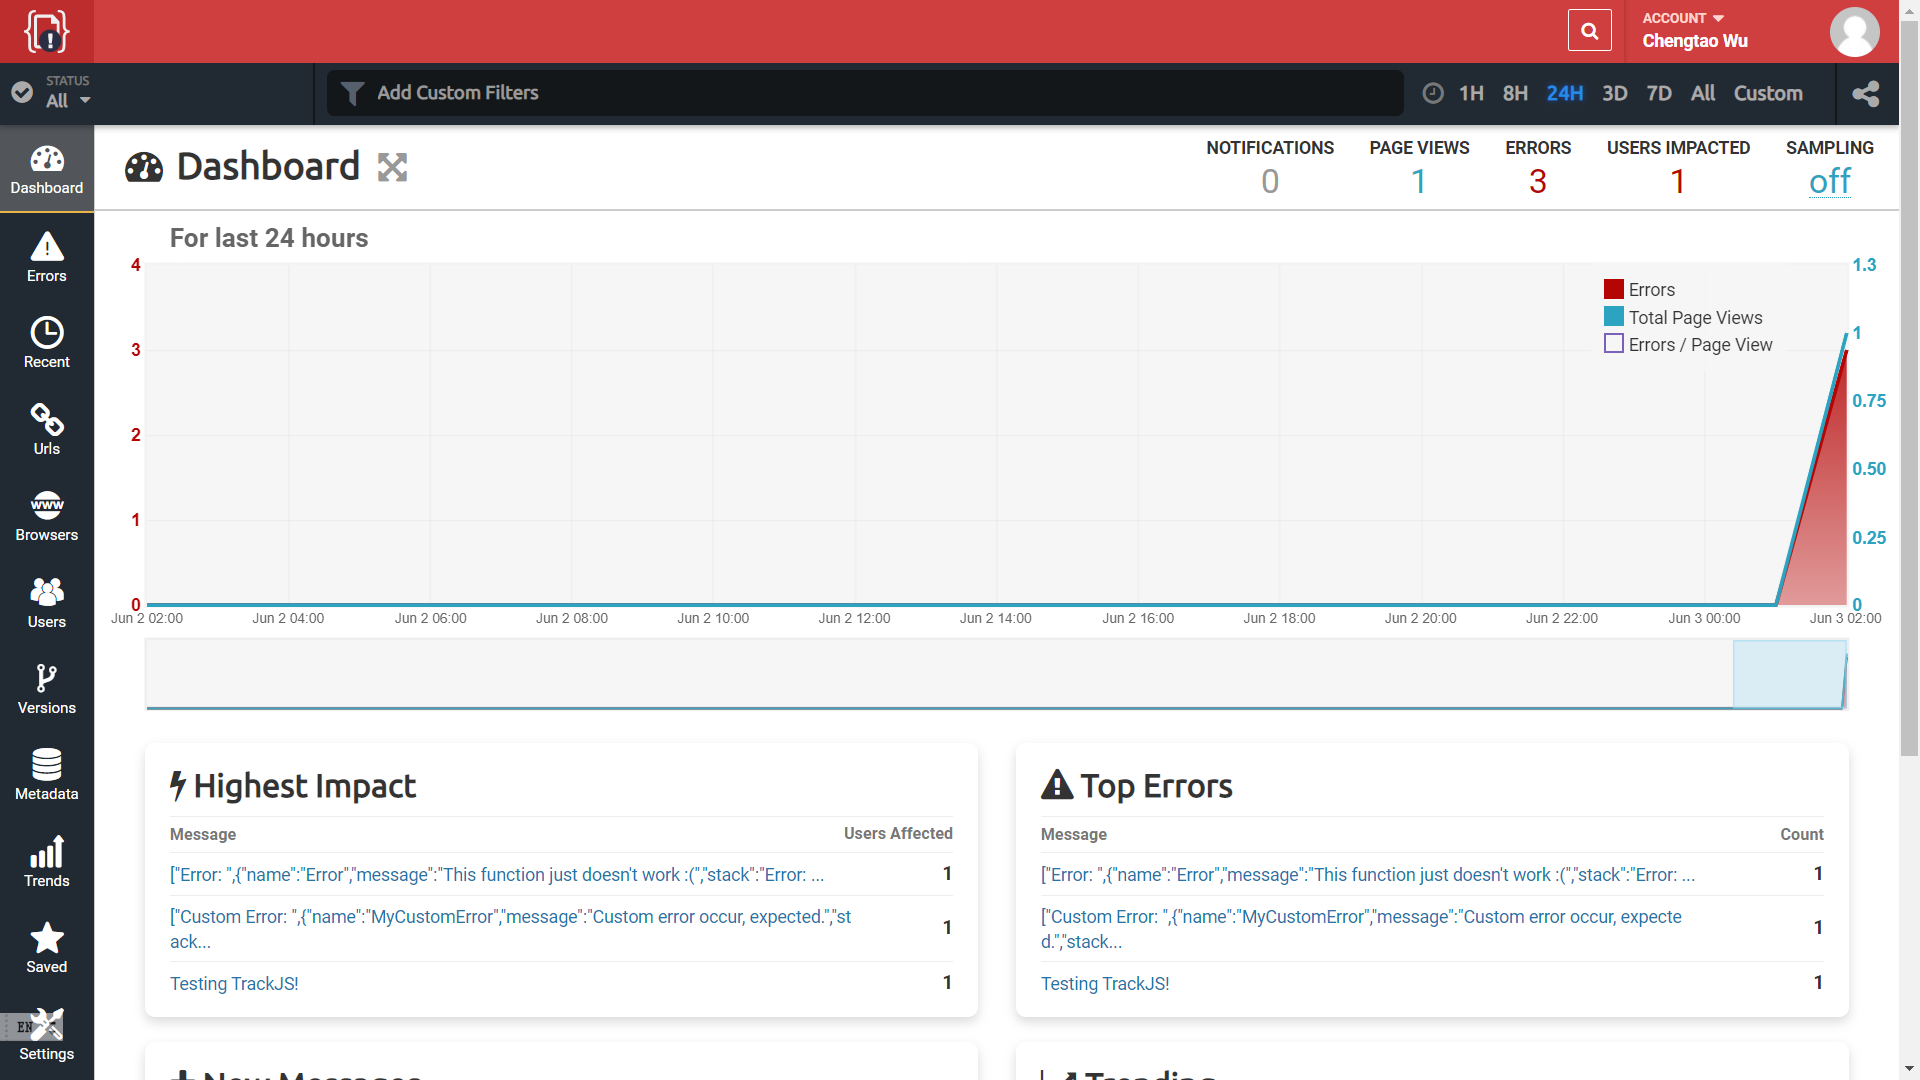 ACCOUNT
Chengtao Wu
STATUS
All
Add Custom Filters
1H 8H 24H 3D 7D All Custom
Dashboard
Errors
Recent
Urls
WWW
Browsers
Users
Versions
Metadata
Trends
Saved
EN
Settings
Dashboard
NOTIFICATIONS PAGE VIEWS ERRORS USERS IMPACTED SAMPLING
0 1 3 1 off
For last 24 hours
4
3
2
1
0
1.3
1
0.75
0.50
0.25
0
Errors
Total Page Views
Errors / Page View
Jun 2 02:00 Jun 2 04:00 Jun 2 06:00 Jun 2 08:00 Jun 2 10:00 Jun 2 12:00 Jun 2 14:00 Jun 2 16:00 Jun 2 18:00 Jun 2 20:00 Jun 2 22:00 Jun 3 00:00 Jun 3 02:00
Highest Impact
Message Users Affected
["Error: ",{"name":"Error","message":"This function just doesn't work :(","stack":"Error: ... 1
["Custom Error: ",{"name":"MyCustomError","message":"Custom error occur, expected.","st
ack... 1
Testing TrackJS! 1
Top Errors
Message Count
["Error: ",{"name":"Error","message":"This function just doesn't work :(","stack":"Error: ... 1
["Custom Error: ",{"name":"MyCustomError","message":"Custom error occur, expecte
d.","stack... 1
Testing TrackJS! 1
New Messages
Trending